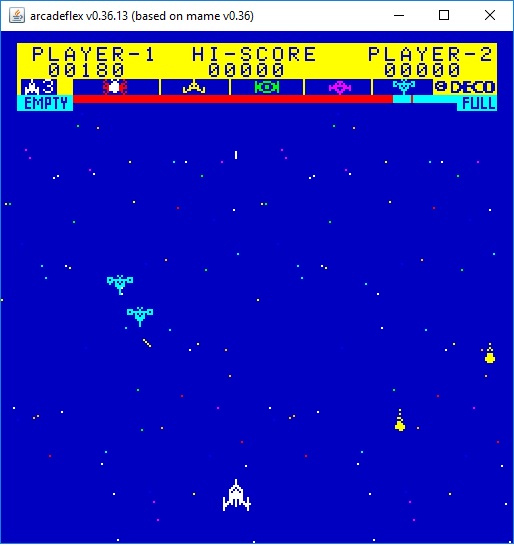 arcadeflex v0.36.13 (based on mame v0.36)
PLAYER-1 HI-SCORE PLAYER-2
00180 00000 00000
3 © DECO
EMPTY FULL